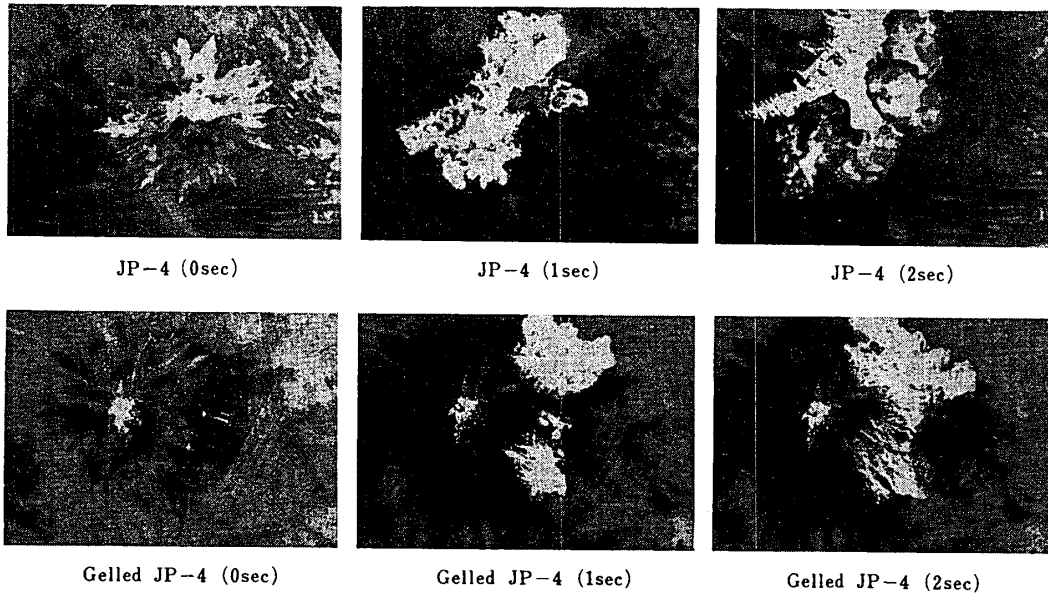 JP-4 (0sec)
JP-4 (1sec)
JP-4 (2sec)
Gelled JP-4 (0sec)
Gelled JP-4 (1sec)
Gelled JP-4 (2sec)